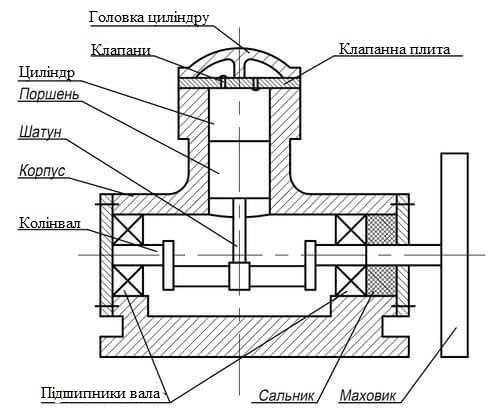 Головка циліндру
Клапани
Клапанна плита
Циліндр
Поршень
Шатун
Корпус
Колінвал
Підшипники вала
Сальник
Маховик